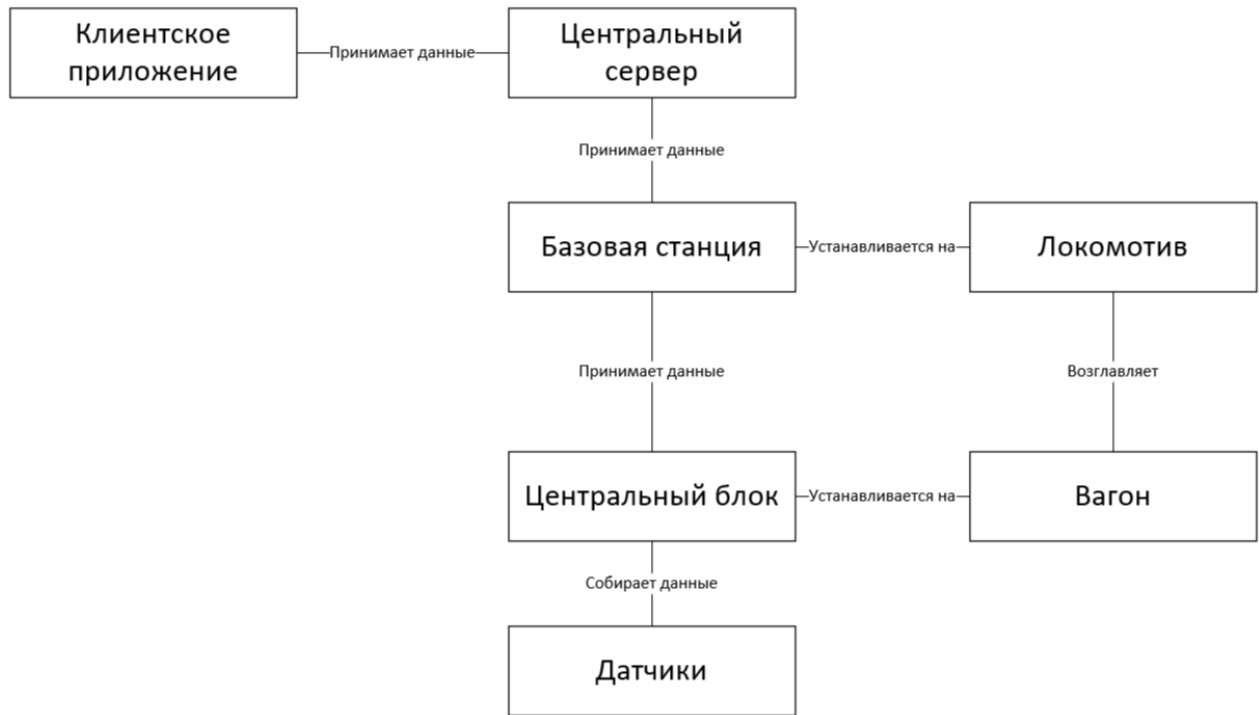 Клиентское
приложение
Принимает данные
Центральный
сервер
Принимает данные
Базовая станция
Устанавливается на
Локомотив
Принимает данные
Возглавляет
Центральный блок
Устанавливается на
Вагон
Собирает данные
Датчики